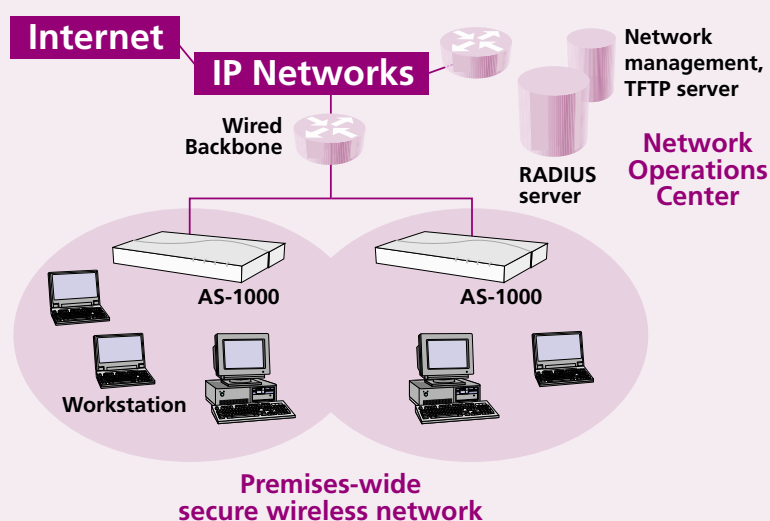 Internet
IP Networks
Network
management,
TFTP server
Wired
Backbone
RADIUS
server
Network
Operations
Center
AS-1000
AS-1000
Workstation
Premises-wide
secure wireless network